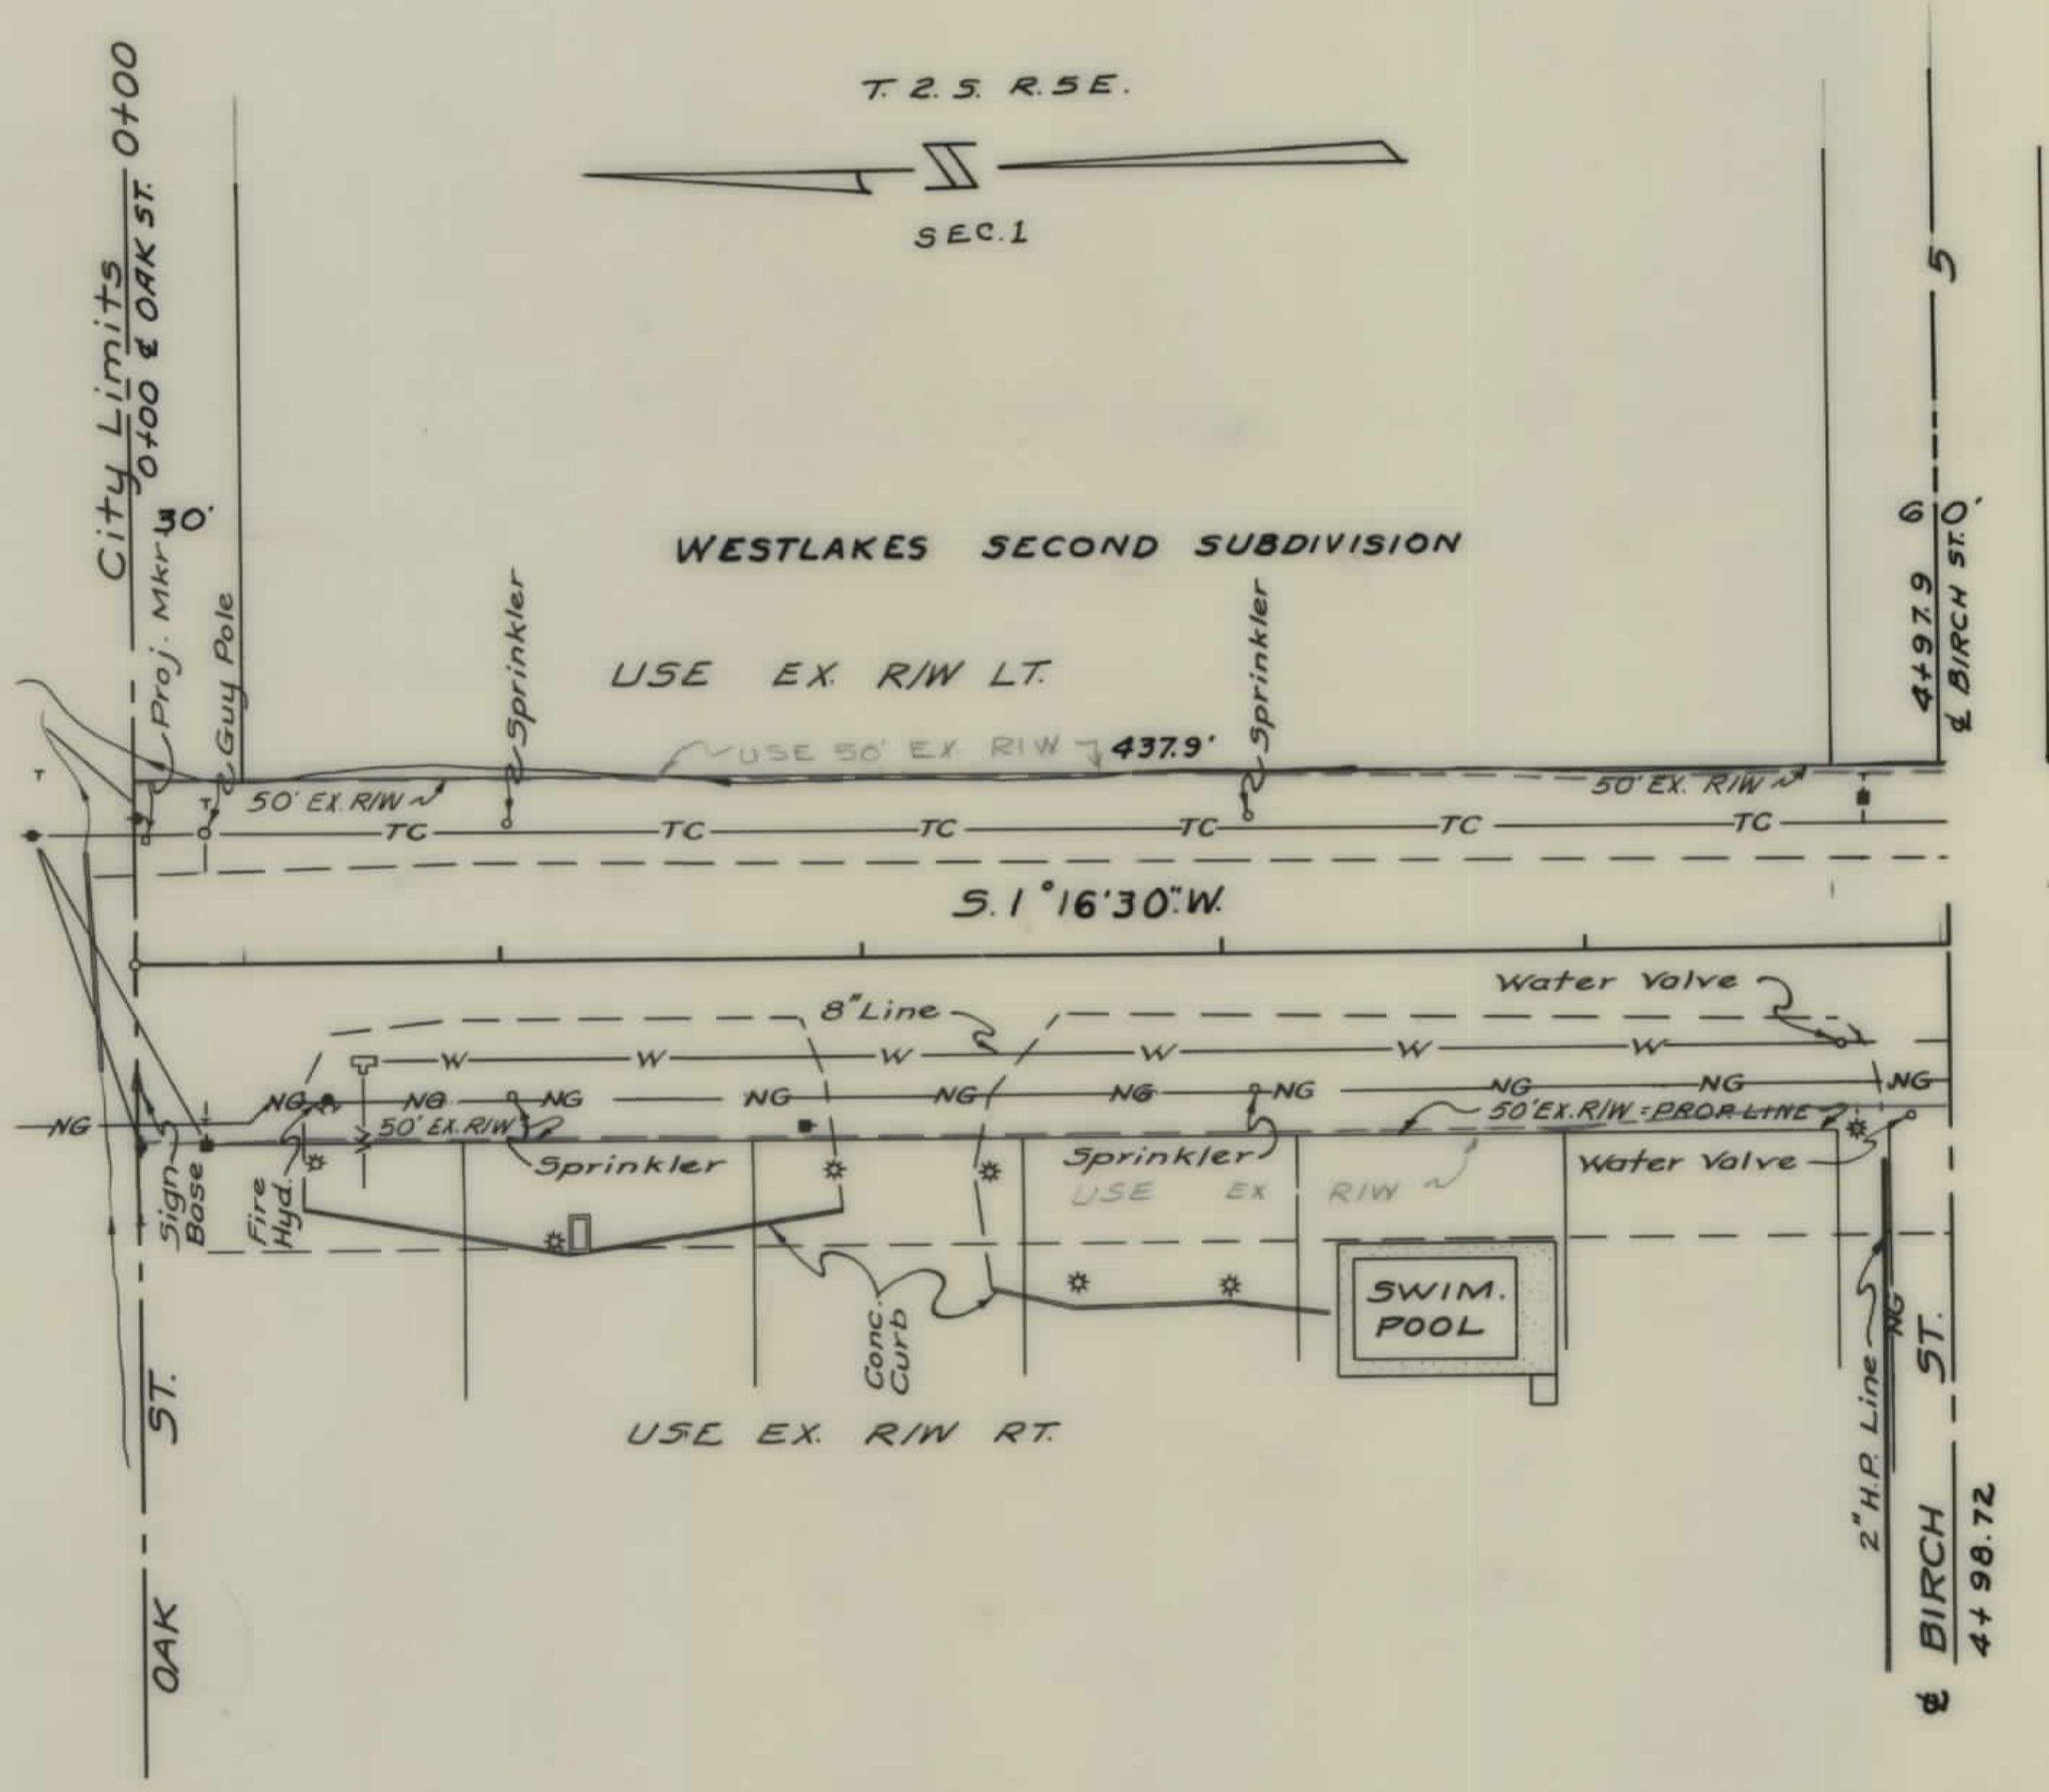 T. 2. S. R. 5 E.
SEC. 1
City Limits 0+00
0+00 ℄ OAK ST.
30'
Proj. Mkr.
Guy Pole
WESTLAKES SECOND SUBDIVISION
Sprinkler
Sprinkler
USE EX. R/W LT.
USE 50' EX R/W
437.9'
5
60'
4+97.9
℄ BIRCH ST.
T
T
50' EX. R/W
50' EX. R/W
TC TC TC TC TC TC
S. 1°16'30" W.
Water Valve
8" Line
W W W W W W
NG NG NG NG NG NG NG NG NG NG
50' EX. R/W
50' EX. R/W = PROP. LINE
Sprinkler
Sprinkler
Water Valve
USE EX R/W
Sign Base
Fire Hyd.
Conc. Curb
SWIM.
POOL
2" H.P. Line
NG
USE EX. R/W RT.
OAK ST.
℄ BIRCH ST.
4+98.72